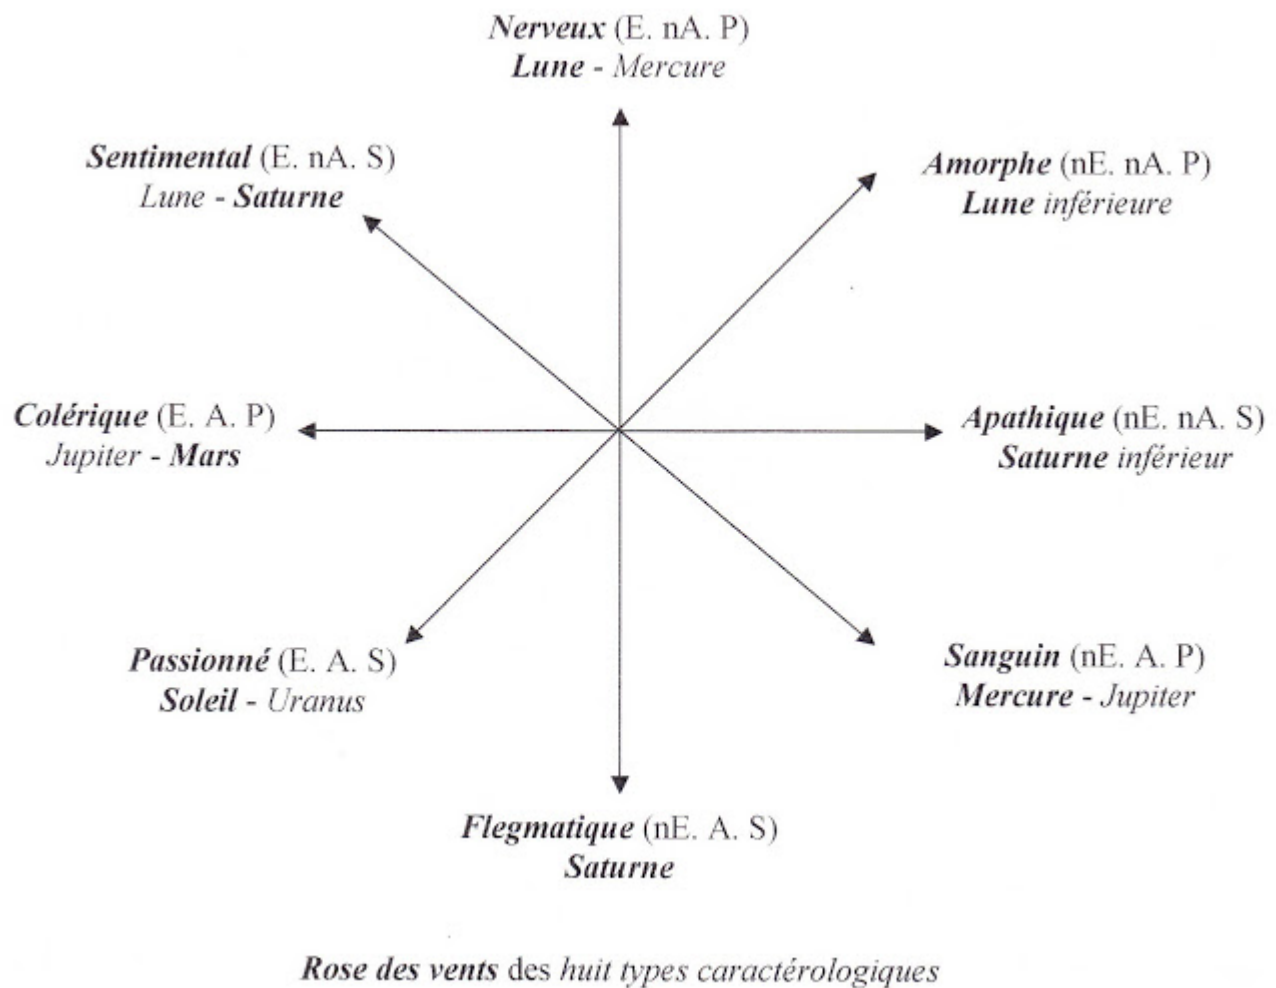 Nerveux (E. nA. P)
Lune - Mercure
Sentimental (E. nA. S)
Lune - Saturne
Amorphe (nE. nA. P)
Lune inférieure
Colérique (E. A. P)
Jupiter - Mars
Apathique (nE. nA. S)
Saturne inférieur
Passionné (E. A. S)
Soleil - Uranus
Sanguin (nE. A. P)
Mercure - Jupiter
Flegmatique (nE. A. S)
Saturne
Rose des vents des huit types caractérologiques